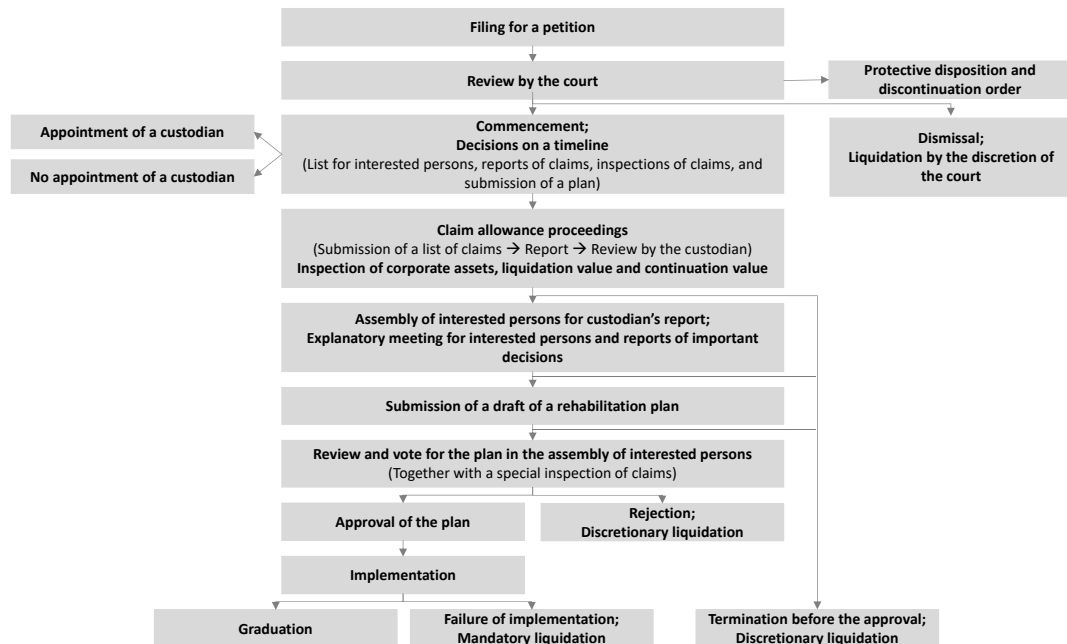 Filing for a petition
Review by the court
Protective disposition and
discontinuation order
Appointment of a custodian
No appointment of a custodian
Commencement;
Decisions on a timeline
(List for interested persons, reports of claims, inspections of claims, and
submission of a plan)
Dismissal;
Liquidation by the discretion of
the court
Claim allowance proceedings
(Submission of a list of claims → Report → Review by the custodian)
Inspection of corporate assets, liquidation value and continuation value
Assembly of interested persons for custodian's report;
Explanatory meeting for interested persons and reports of important
decisions
Submission of a draft of a rehabilitation plan
Review and vote for the plan in the assembly of interested persons
(Together with a special inspection of claims)
Approval of the plan
Rejection;
Discretionary liquidation
Implementation
Graduation
Failure of implementation;
Mandatory liquidation
Termination before the approval;
Discretionary liquidation